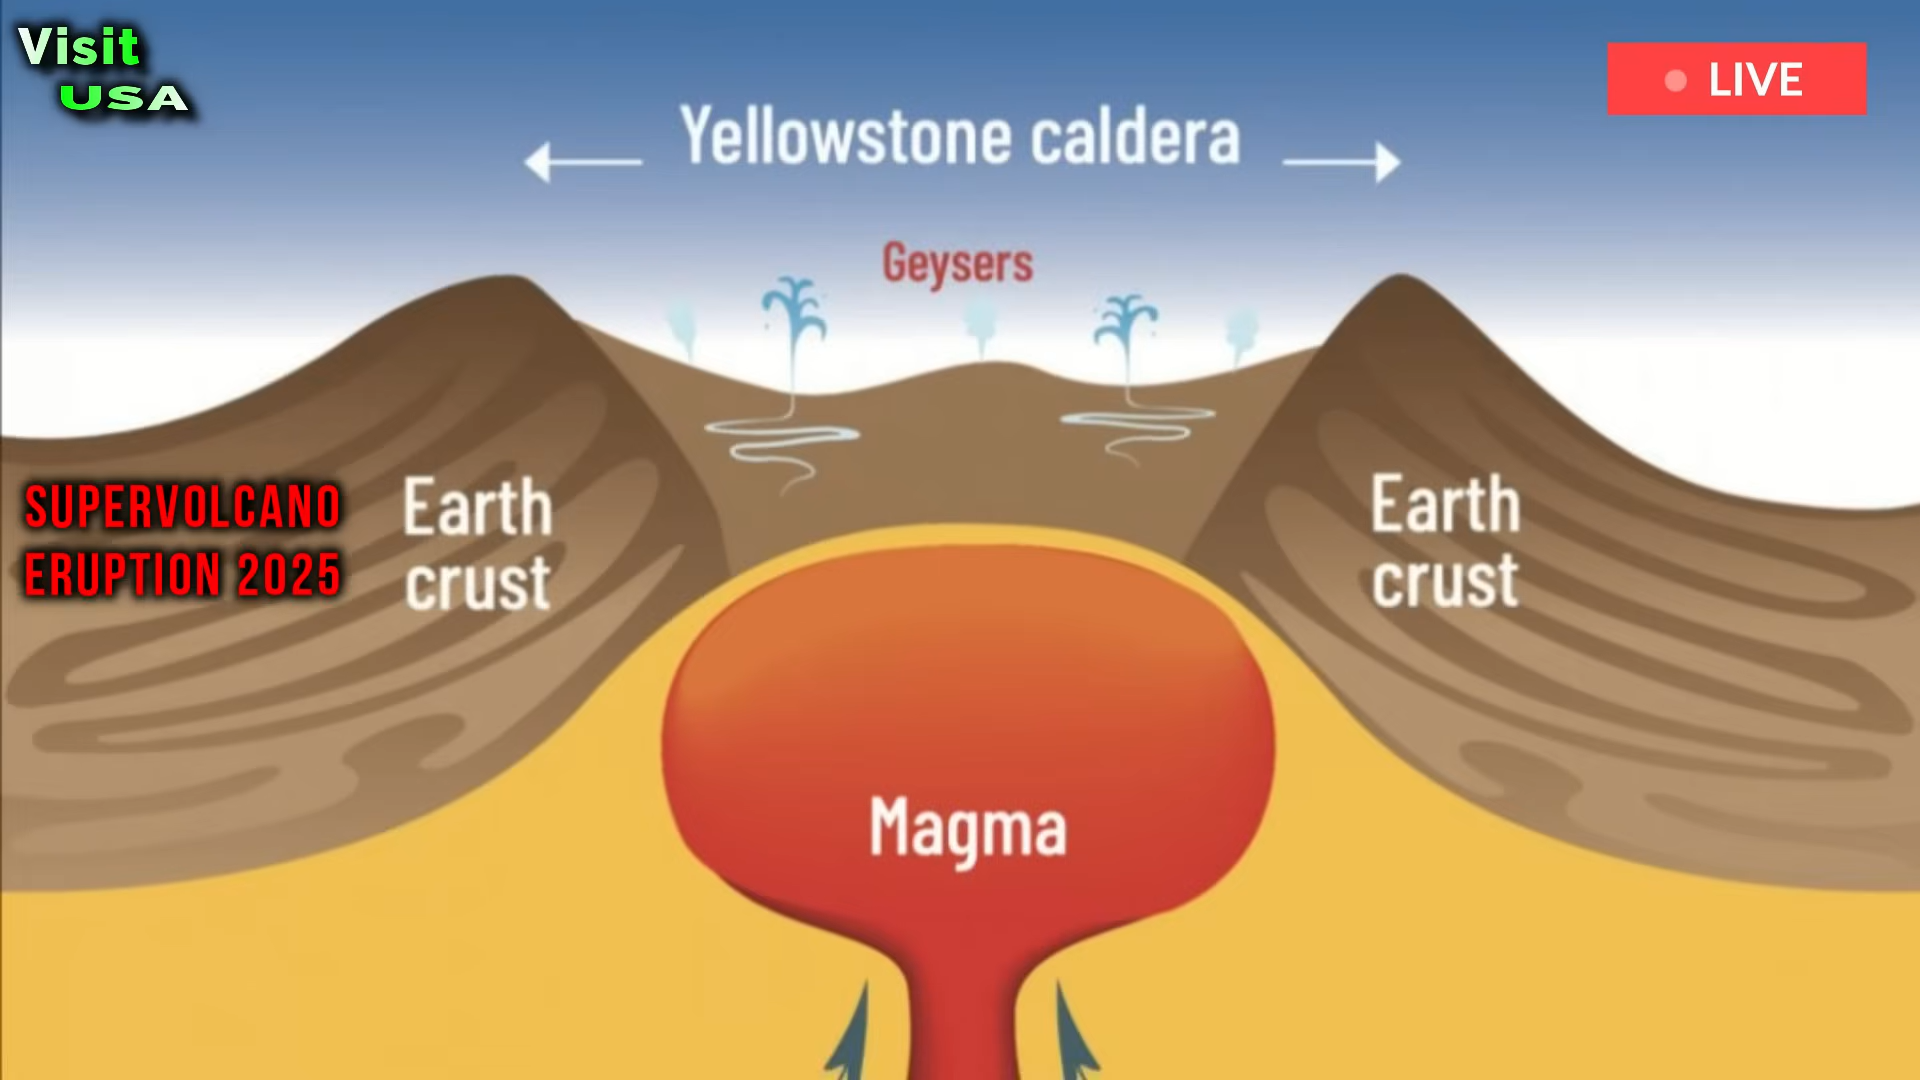 Visit
USA
LIVE
Yellowstone caldera
Geysers
SUPERVOLCANO
ERUPTION 2025
Earth
crust
Earth
crust
Magma